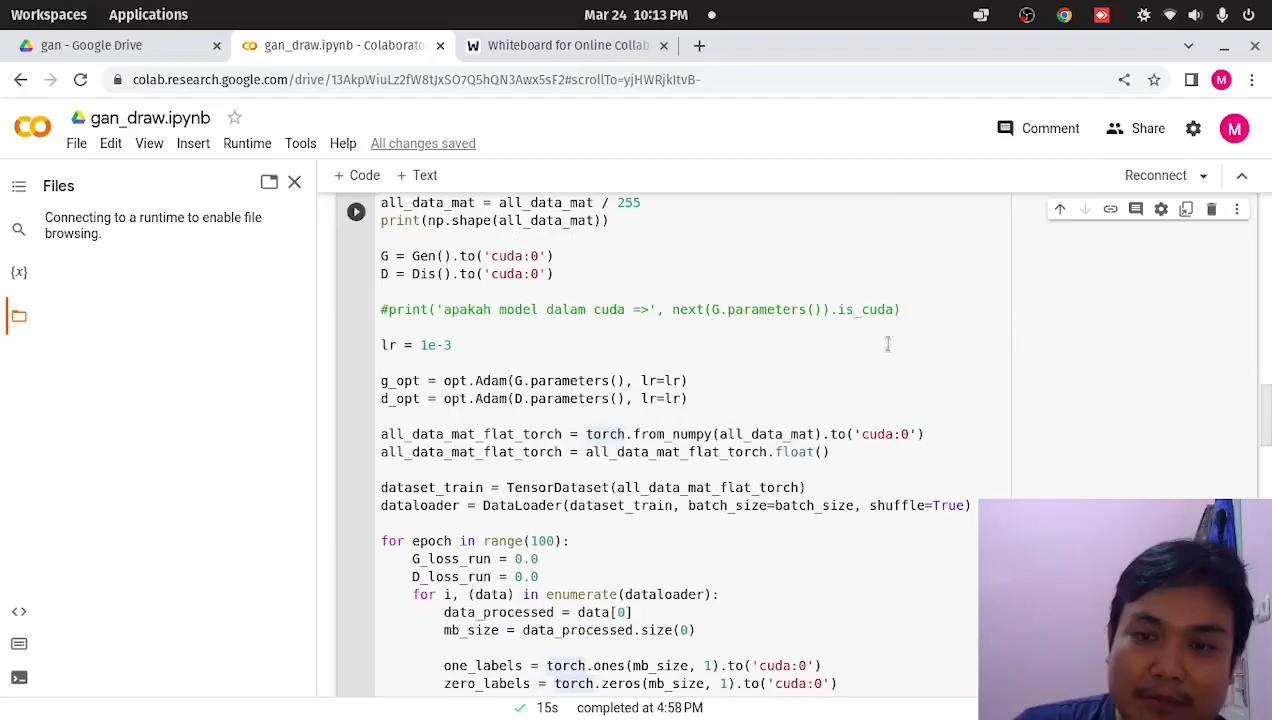 Workspaces Applications Mar 24 10:13 PM
gan - Google Drive gan_draw.ipynb - Colaborato Whiteboard for Online Collab
colab.research.google.com/drive/13AkpWiuLz2fW8tJxSO7Q5hQN3Awx5sF2#scrollTo=yjHWRjkItvB- M
gan_draw.ipynb
File Edit View Insert Runtime Tools Help All changes saved
Comment Share M
Files
+ Code + Text Reconnect
Connecting to a runtime to enable file
browsing.
{x}
all_data_mat = all_data_mat / 255
print(np.shape(all_data_mat))
G = Gen().to('cuda:0')
D = Dis().to('cuda:0')
#print('apakah model dalam cuda =>', next(G.parameters()).is_cuda)
lr = 1e-3
g_opt = opt.Adam(G.parameters(), lr=lr)
d_opt = opt.Adam(D.parameters(), lr=lr)
all_data_mat_flat_torch = torch.from_numpy(all_data_mat).to('cuda:0')
all_data_mat_flat_torch = all_data_mat_flat_torch.float()
dataset_train = TensorDataset(all_data_mat_flat_torch)
dataloader = DataLoader(dataset_train, batch_size=batch_size, shuffle=True)
for epoch in range(100):
G_loss_run = 0.0
D_loss_run = 0.0
for i, (data) in enumerate(dataloader):
data_processed = data[0]
mb_size = data_processed.size(0)
one_labels = torch.ones(mb_size, 1).to('cuda:0')
zero_labels = torch.zeros(mb_size, 1).to('cuda:0')
15s completed at 4:58 PM